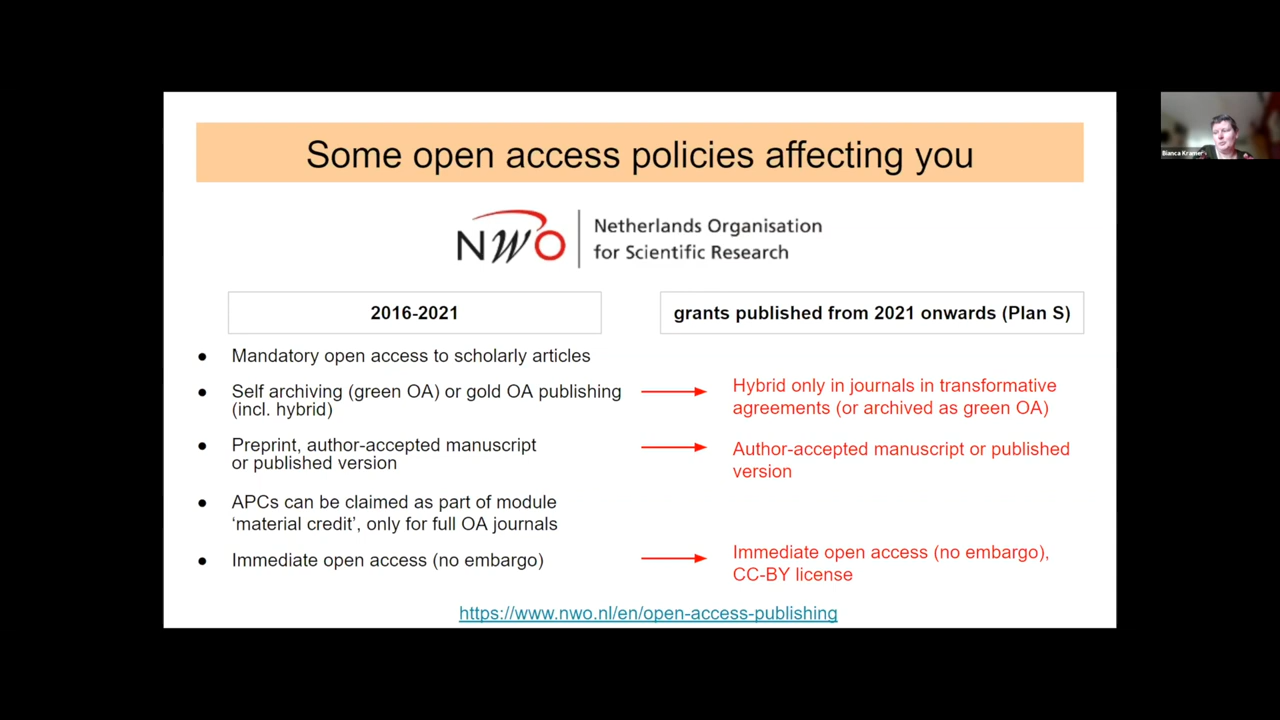 Some open access policies affecting you
NWO
Netherlands Organisation
for Scientific Research
2016-2021
grants published from 2021 onwards (Plan S)
● Mandatory open access to scholarly articles
● Self archiving (green OA) or gold OA publishing
(incl. hybrid)
Hybrid only in journals in transformative
agreements (or archived as green OA)
● Preprint, author-accepted manuscript
or published version
Author-accepted manuscript or published
version
● APCs can be claimed as part of module
‘material credit’, only for full OA journals
● Immediate open access (no embargo)
Immediate open access (no embargo),
CC-BY license
https://www.nwo.nl/en/open-access-publishing
Bianca Kramer